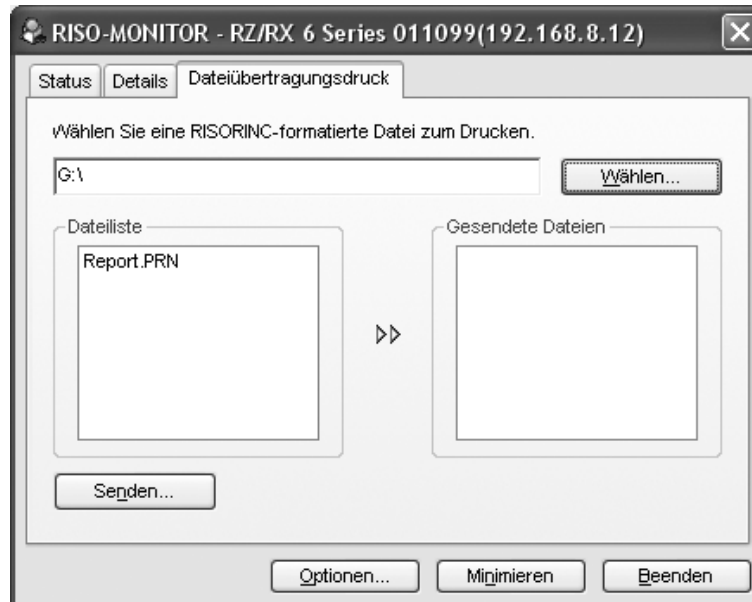 RISO-MONITOR - RZ/RX 6 Series 011099(192.168.8.12)
Status Details Dateiübertragungsdruck
Wählen Sie eine RISORINC-formatierte Datei zum Drucken.
G:\ Wählen...
Dateiliste Gesendete Dateien
Report.PRN
Senden...
Optionen... Minimieren Beenden